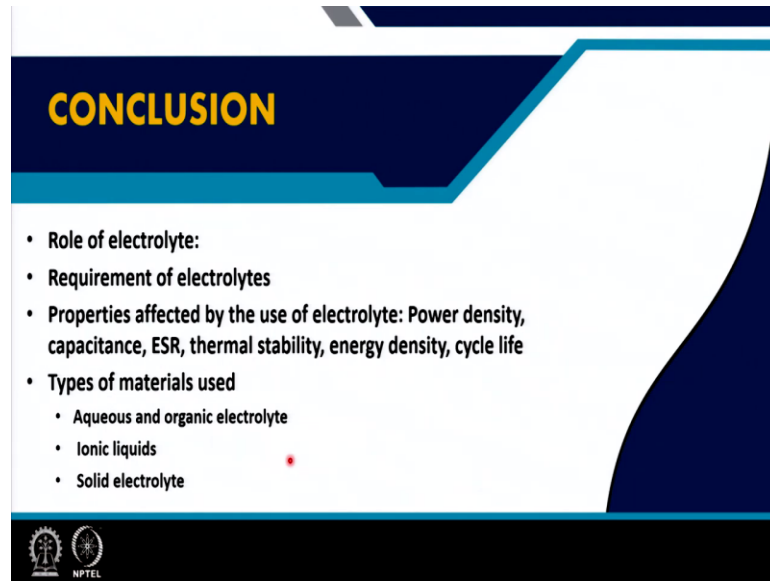 CONCLUSION
• Role of electrolyte:
• Requirement of electrolytes
• Properties affected by the use of electrolyte: Power density,
capacitance, ESR, thermal stability, energy density, cycle life
• Types of materials used
• Aqueous and organic electrolyte
• Ionic liquids
• Solid electrolyte
NPTEL